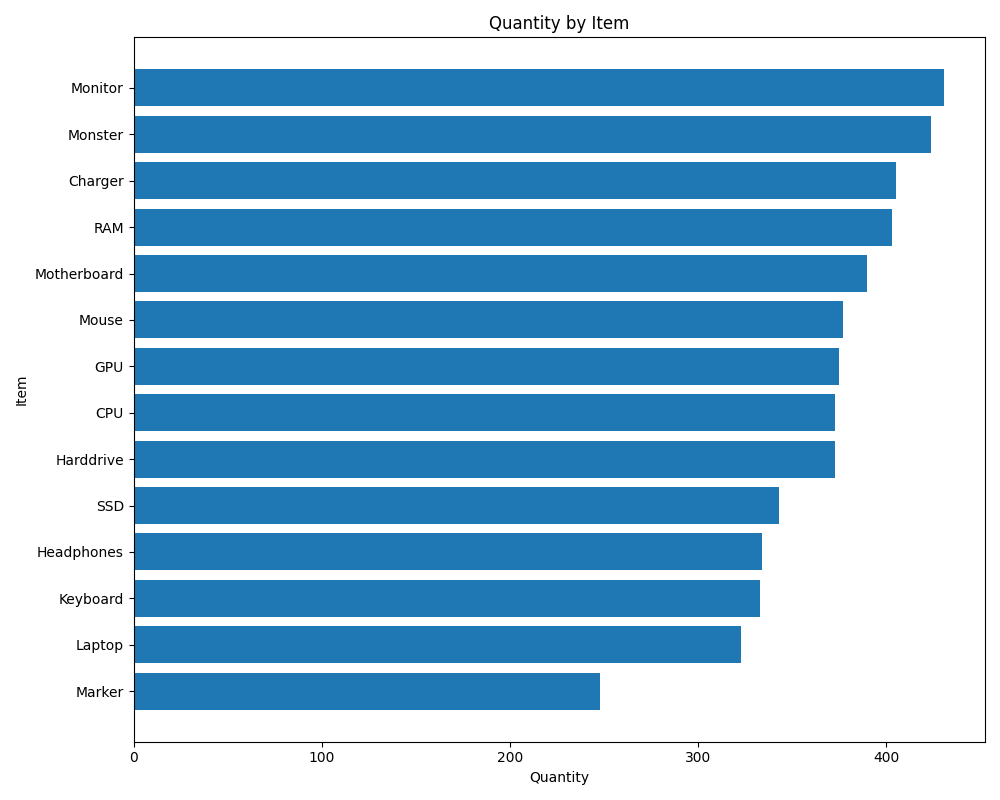 Quantity by Item
Monitor
Monster
Charger
RAM
Motherboard
Mouse
GPU
CPU
Harddrive
SSD
Headphones
Keyboard
Laptop
Marker
Item
0 100 200 300 400
Quantity